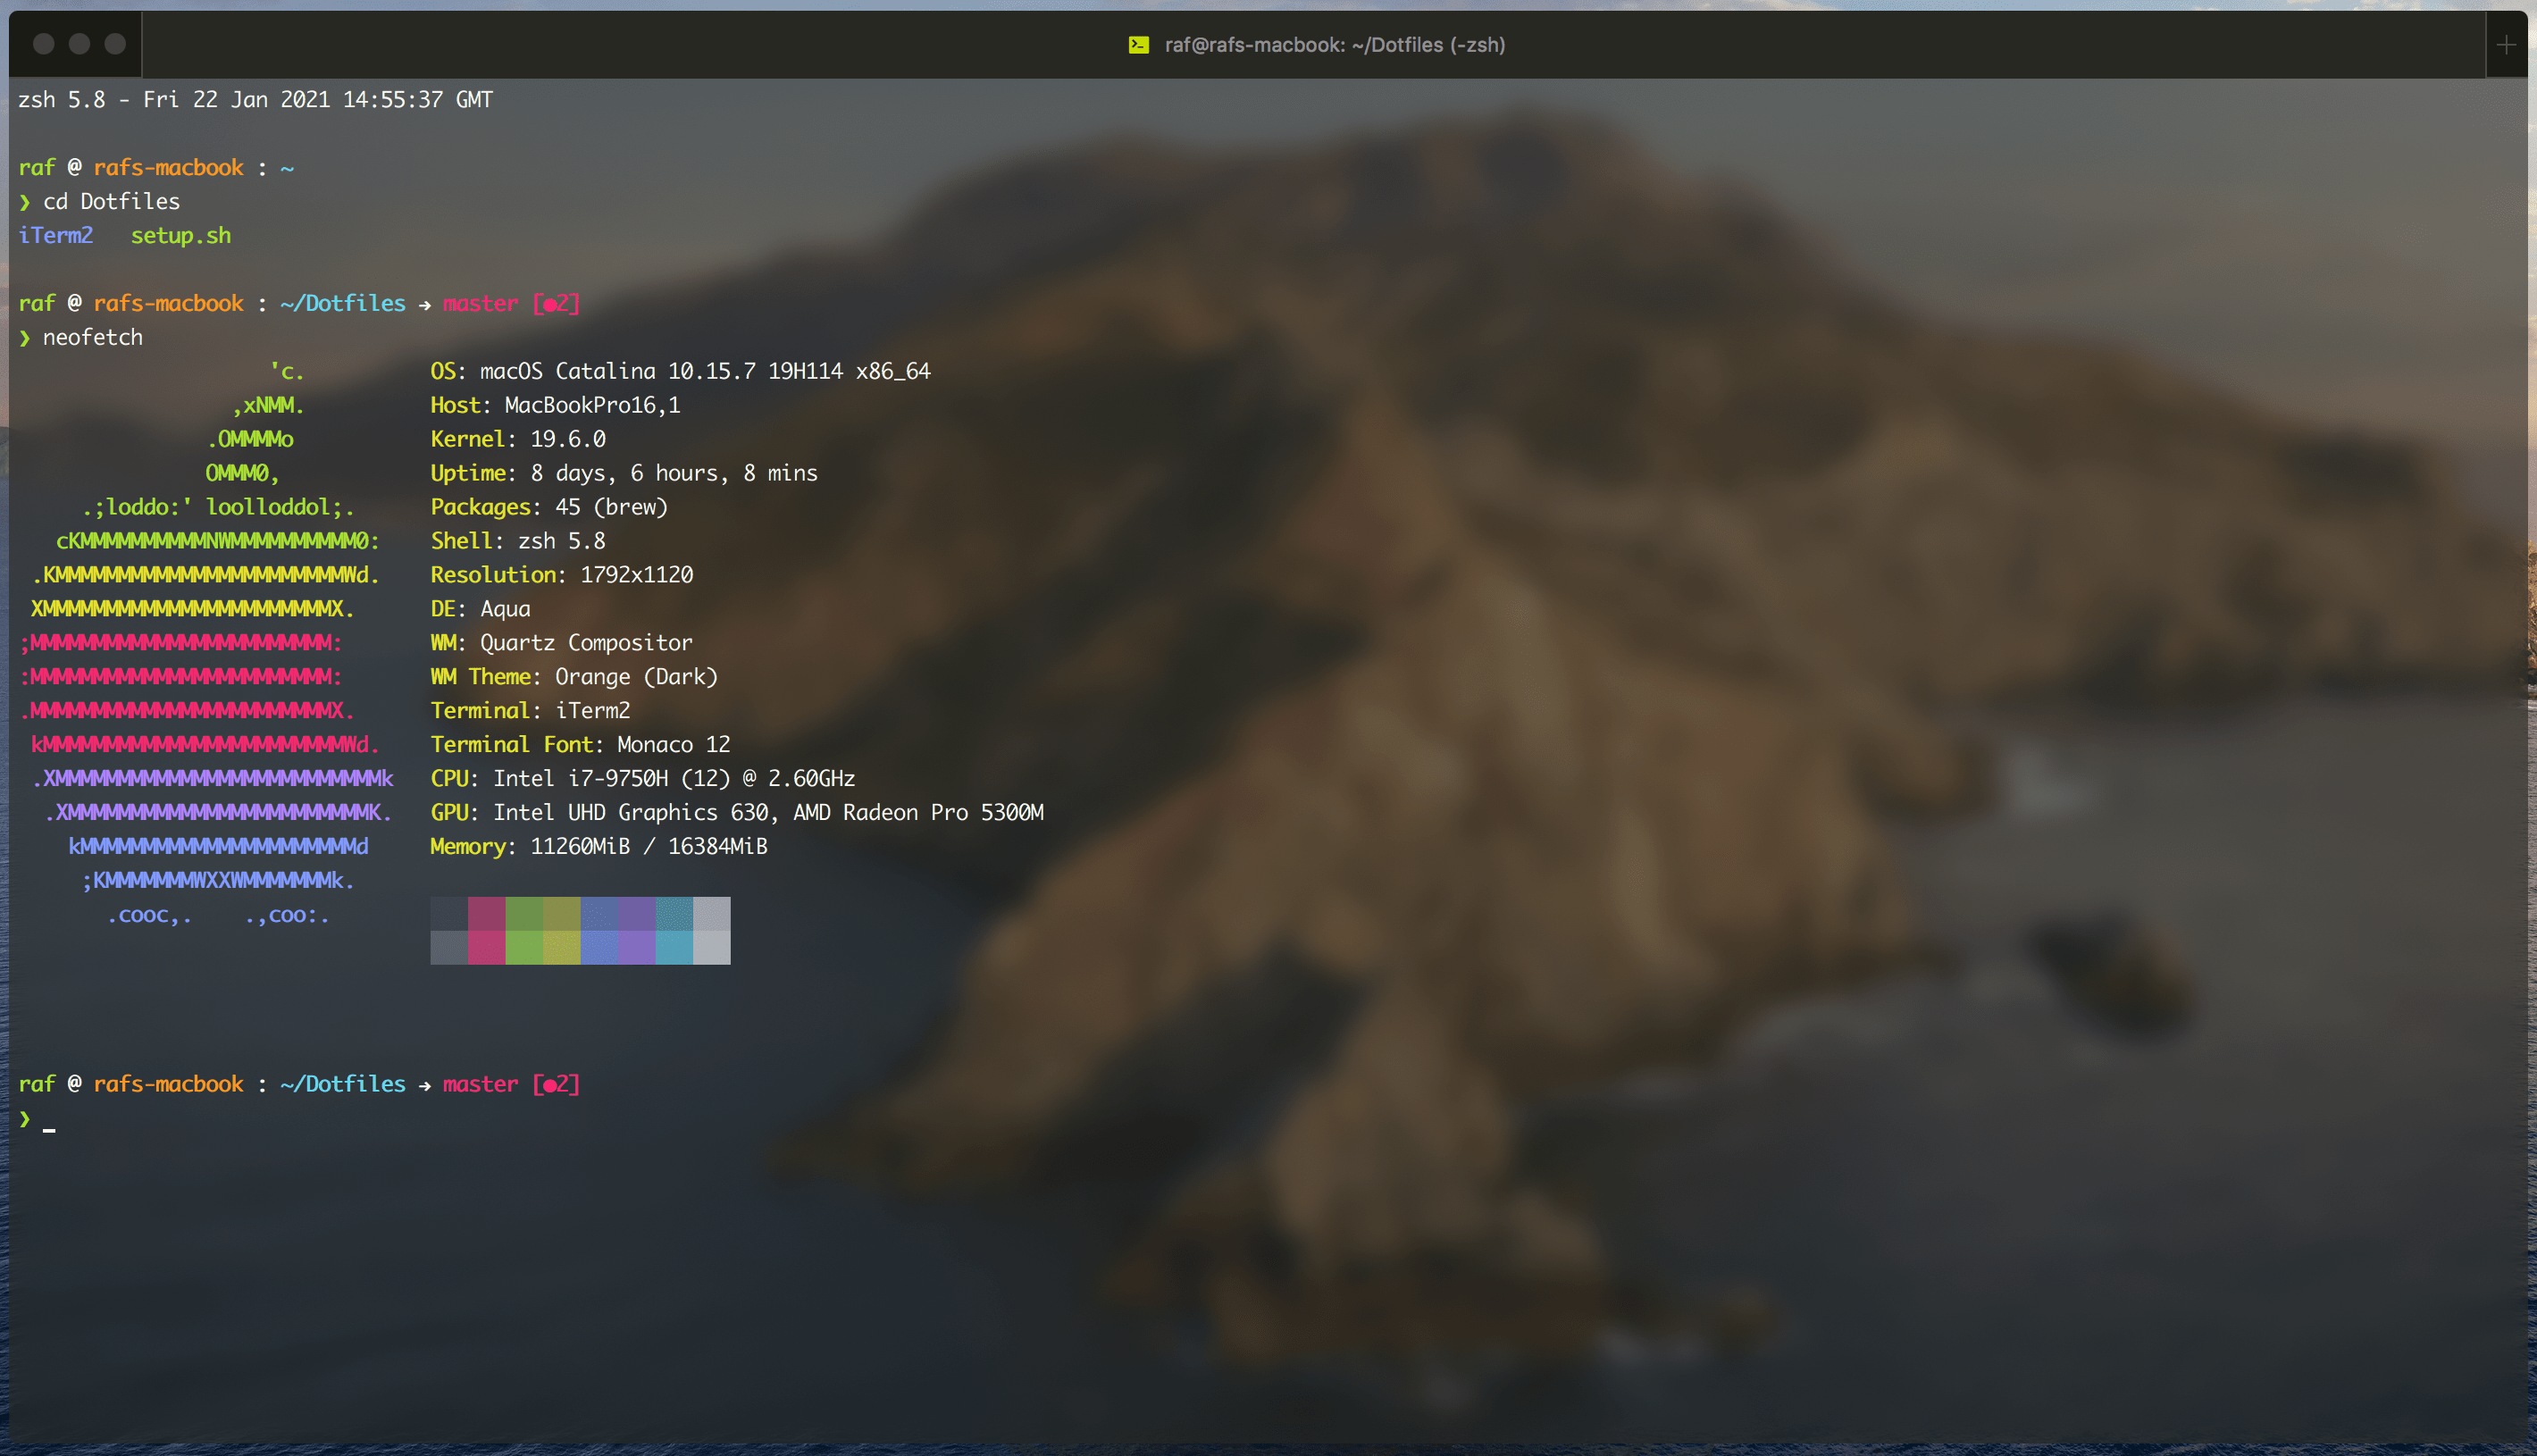 raf@rafs-macbook: ~/Dotfiles (-zsh)
zsh 5.8 - Fri 22 Jan 2021 14:55:37 GMT
raf @ rafs-macbook : ~
❯ cd Dotfiles
iTerm2   setup.sh
raf @ rafs-macbook : ~/Dotfiles → master [●2]
❯ neofetch
                    'c.          OS: macOS Catalina 10.15.7 19H114 x86_64
                 ,xNMM.          Host: MacBookPro16,1
               .OMMMMo           Kernel: 19.6.0
               OMMM0,            Uptime: 8 days, 6 hours, 8 mins
     .;loddo:' loolloddol;.      Packages: 45 (brew)
   cKMMMMMMMMMMNWMMMMMMMMMM0:    Shell: zsh 5.8
 .KMMMMMMMMMMMMMMMMMMMMMMMWd.    Resolution: 1792x1120
 XMMMMMMMMMMMMMMMMMMMMMMMX.      DE: Aqua
;MMMMMMMMMMMMMMMMMMMMMMMM:       WM: Quartz Compositor
:MMMMMMMMMMMMMMMMMMMMMMMM:       WM Theme: Orange (Dark)
.MMMMMMMMMMMMMMMMMMMMMMMMX.      Terminal: iTerm2
 kMMMMMMMMMMMMMMMMMMMMMMMMWd.    Terminal Font: Monaco 12
 .XMMMMMMMMMMMMMMMMMMMMMMMMMMk   CPU: Intel i7-9750H (12) @ 2.60GHz
  .XMMMMMMMMMMMMMMMMMMMMMMMMK.   GPU: Intel UHD Graphics 630, AMD Radeon Pro 5300M
    kMMMMMMMMMMMMMMMMMMMMMMd     Memory: 11260MiB / 16384MiB
     ;KMMMMMMMWXXWMMMMMMMk.
       .cooc,.    .,coo:.
raf @ rafs-macbook : ~/Dotfiles → master [●2]
❯ _